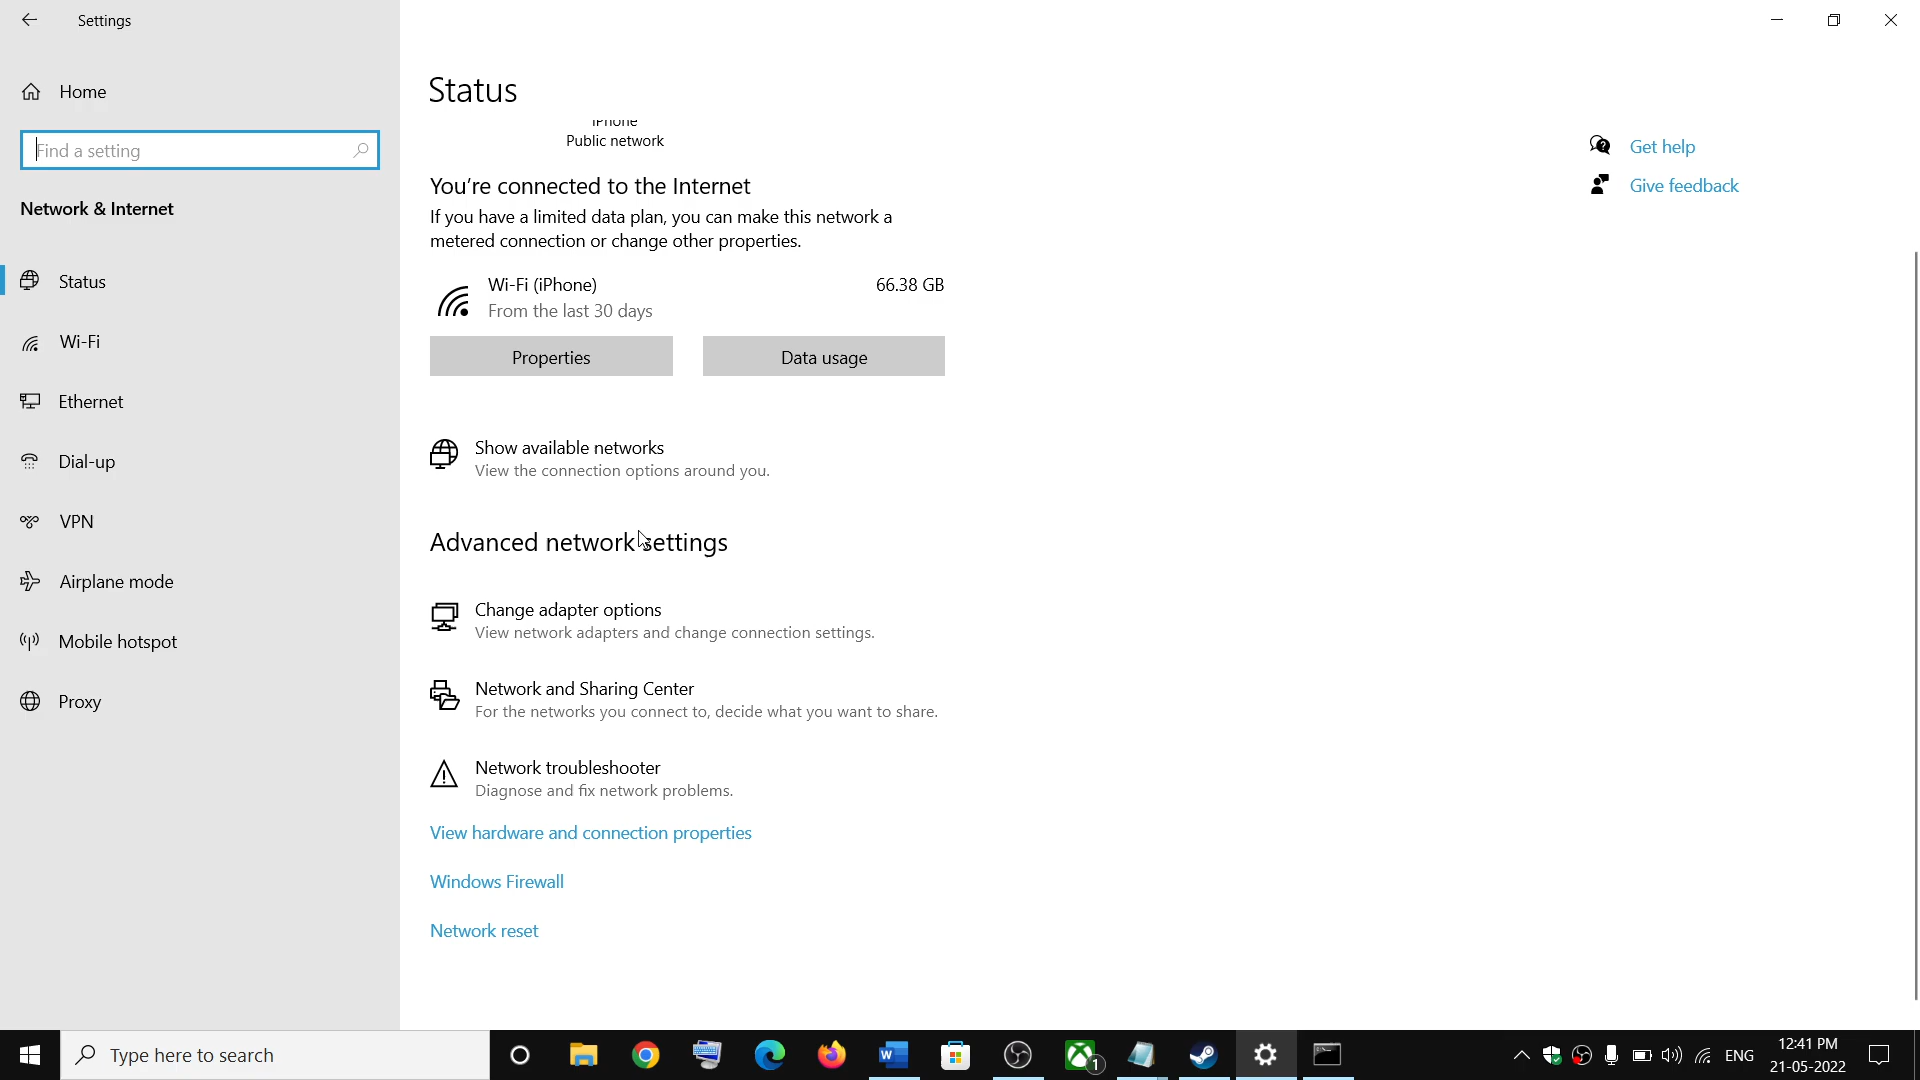 Settings
Home
Find a setting
Network & Internet
Status
Wi-Fi
Ethernet
Dial-up
VPN
Airplane mode
Mobile hotspot
Proxy
Status
iPhone
Public network
You're connected to the Internet
If you have a limited data plan, you can make this network a
metered connection or change other properties.
Wi-Fi (iPhone) 66.38 GB
From the last 30 days
Properties Data usage
Show available networks
View the connection options around you.
Advanced network settings
Change adapter options
View network adapters and change connection settings.
Network and Sharing Center
For the networks you connect to, decide what you want to share.
Network troubleshooter
Diagnose and fix network problems.
View hardware and connection properties
Windows Firewall
Network reset
Get help
Give feedback
Type here to search
1
ENG
12:41 PM
21-05-2022